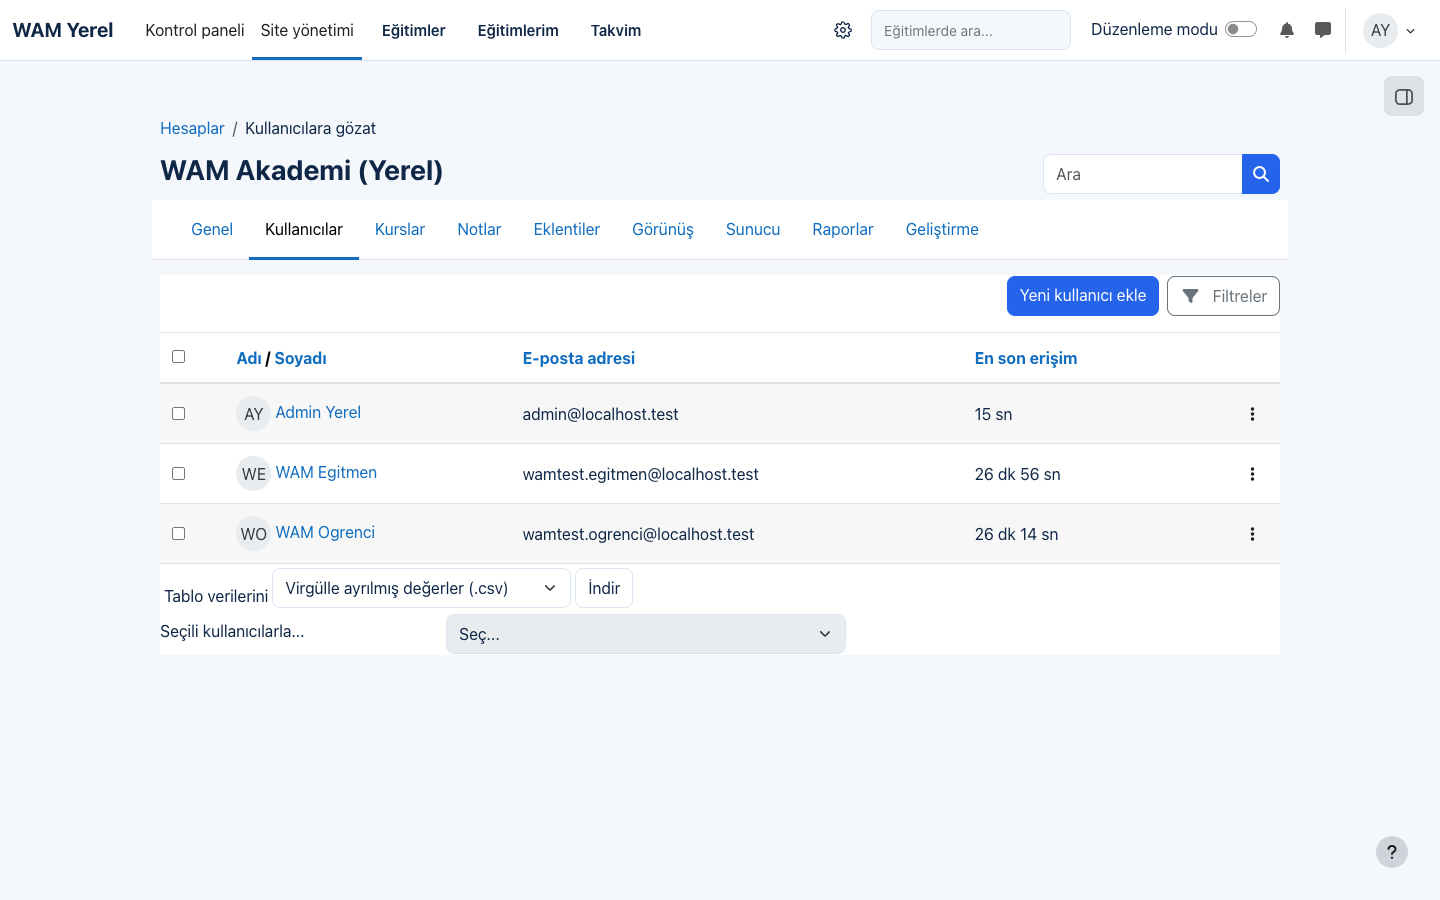 WAM Yerel Kontrol paneli Site yönetimi Eğitimler Eğitimlerim Takvim Eğitimlerde ara... Düzenleme modu AY
Hesaplar / Kullanıcılara gözat
WAM Akademi (Yerel) Ara
Genel Kullanıcılar Kurslar Notlar Eklentiler Görünüş Sunucu Raporlar Geliştirme
Yeni kullanıcı ekle Filtreler
Adı / Soyadı E-posta adresi En son erişim
AY Admin Yerel admin@localhost.test 15 sn
WE WAM Egitmen wamtest.egitmen@localhost.test 26 dk 56 sn
WO WAM Ogrenci wamtest.ogrenci@localhost.test 26 dk 14 sn
Tablo verilerini Virgülle ayrılmış değerler (.csv) İndir
Seçili kullanıcılarla... Seç...
?